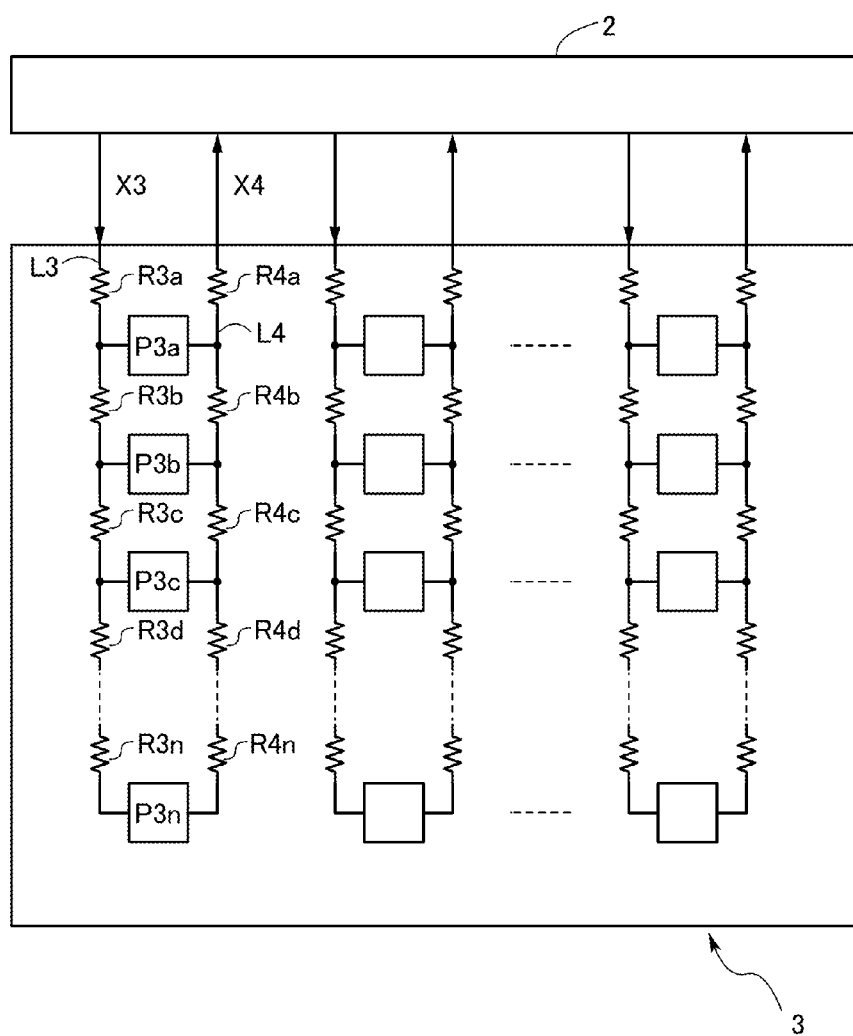 2
X3 X4
L3 R3a R4a
P3a L4
R3b R4b
P3b
R3c R4c
P3c
R3d R4d
R3n R4n
P3n
3